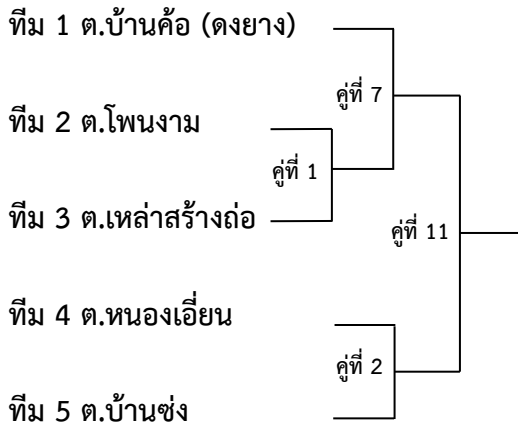 ทีม 1 ต.บ้านค้อ (ดงยาง)
คู่ที่ 7
ทีม 2 ต.โพนงาม
คู่ที่ 1
ทีม 3 ต.เหล่าสร้างถ่อ
คู่ที่ 11
ทีม 4 ต.หนองเอี่ยน
คู่ที่ 2
ทีม 5 ต.บ้านซ่ง